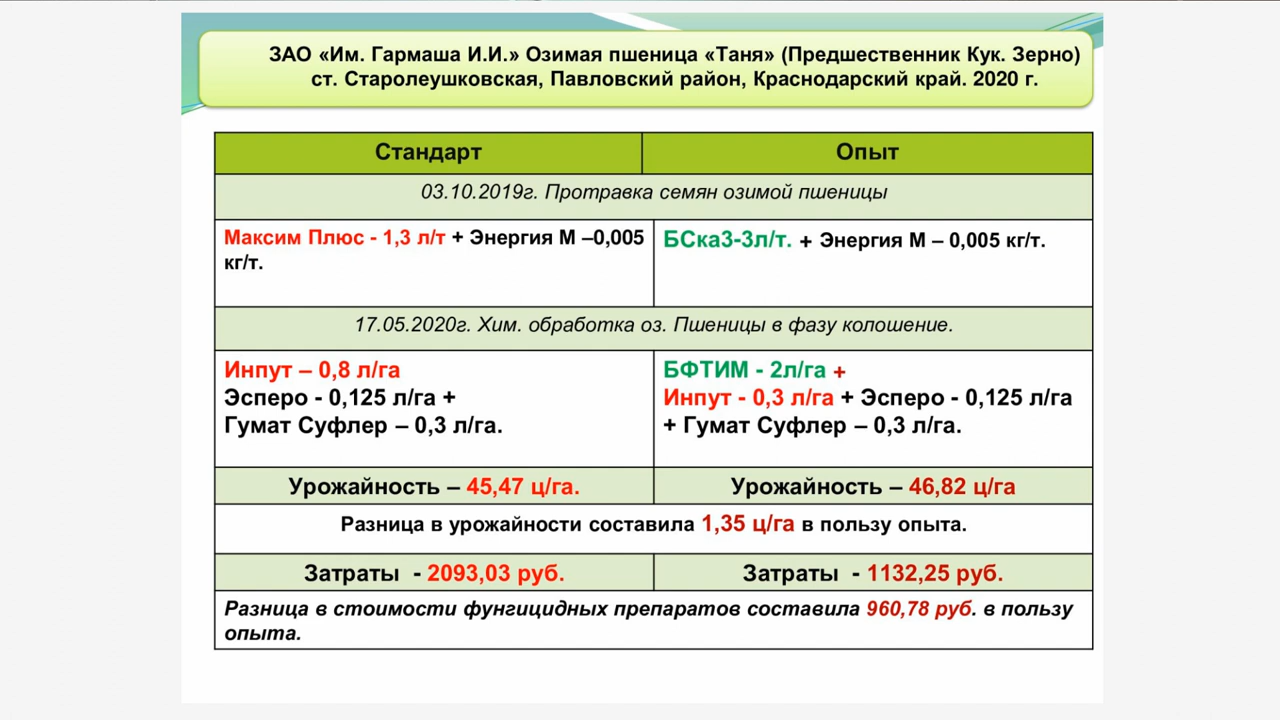 ЗАО «Им. Гармаша И.И.» Озимая пшеница «Таня» (Предшественник Кук. Зерно)
ст. Старолеушковская, Павловский район, Краснодарский край. 2020 г.
Стандарт
Опыт
03.10.2019г. Протравка семян озимой пшеницы
Максим Плюс - 1,3 л/т + Энергия М –0,005
кг/т.
БСка3-3л/т. + Энергия М – 0,005 кг/т.
17.05.2020г. Хим. обработка оз. Пшеницы в фазу колошение.
Инпут – 0,8 л/га
Эсперо - 0,125 л/га +
Гумат Суфлер – 0,3 л/га.
БФТИМ - 2л/га +
Инпут - 0,3 л/га + Эсперо - 0,125 л/га
+ Гумат Суфлер – 0,3 л/га.
Урожайность – 45,47 ц/га.
Урожайность – 46,82 ц/га
Разница в урожайности составила 1,35 ц/га в пользу опыта.
Затраты - 2093,03 руб.
Затраты - 1132,25 руб.
Разница в стоимости фунгицидных препаратов составила 960,78 руб. в пользу
опыта.